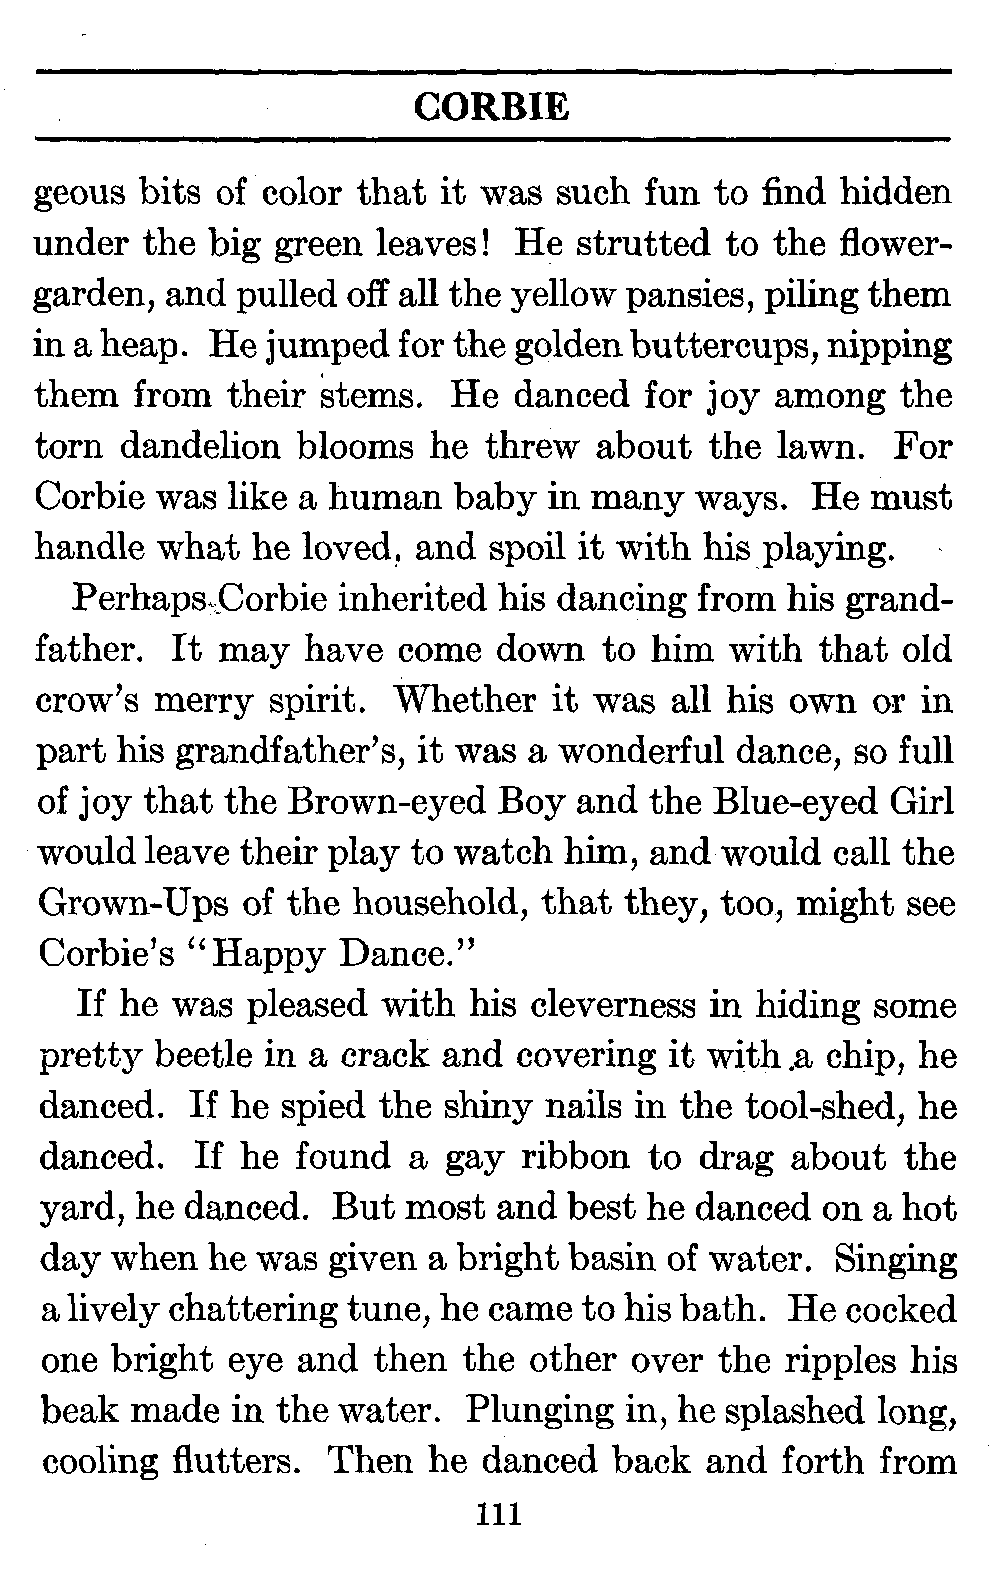 CORBIE
geous bits of color that it was such fun to find hidden
under the big green leaves! He strutted to the flower-
garden, and pulled off all the yellow pansies, piling them
in a heap. He jumped for the golden buttercups, nipping
them from their stems. He danced for joy among the
torn dandelion blooms he threw about the lawn. For
Corbie was like a human baby in many ways. He must
handle what he loved, and spoil it with his playing.
Perhaps Corbie inherited his dancing from his grand-
father. It may have come down to him with that old
crow's merry spirit. Whether it was all his own or in
part his grandfather's, it was a wonderful dance, so full
of joy that the Brown-eyed Boy and the Blue-eyed Girl
would leave their play to watch him, and would call the
Grown-Ups of the household, that they, too, might see
Corbie's "Happy Dance."
If he was pleased with his cleverness in hiding some
pretty beetle in a crack and covering it with a chip, he
danced. If he spied the shiny nails in the tool-shed, he
danced. If he found a gay ribbon to drag about the
yard, he danced. But most and best he danced on a hot
day when he was given a bright basin of water. Singing
a lively chattering tune, he came to his bath. He cocked
one bright eye and then the other over the ripples his
beak made in the water. Plunging in, he splashed long,
cooling flutters. Then he danced back and forth from
111